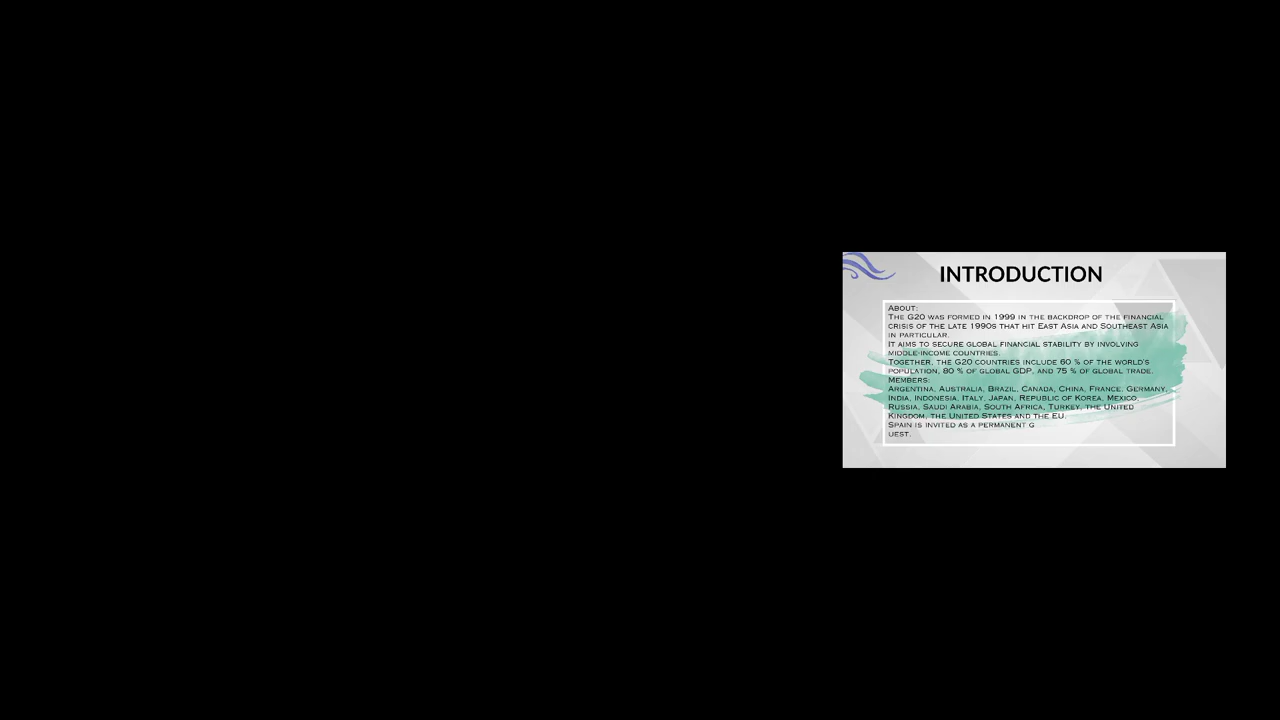 INTRODUCTION
ABOUT:
THE G20 WAS FORMED IN 1999 IN THE BACKDROP OF THE FINANCIAL
CRISIS OF THE LATE 1990S THAT HIT EAST ASIA AND SOUTHEAST ASIA
IN PARTICULAR.
IT AIMS TO SECURE GLOBAL FINANCIAL STABILITY BY INVOLVING
MIDDLE-INCOME COUNTRIES.
TOGETHER, THE G20 COUNTRIES INCLUDE 60 % OF THE WORLD'S
POPULATION, 80 % OF GLOBAL GDP, AND 75 % OF GLOBAL TRADE.
MEMBERS:
ARGENTINA, AUSTRALIA, BRAZIL, CANADA, CHINA, FRANCE, GERMANY,
INDIA, INDONESIA, ITALY, JAPAN, REPUBLIC OF KOREA, MEXICO,
RUSSIA, SAUDI ARABIA, SOUTH AFRICA, TURKEY, THE UNITED
KINGDOM, THE UNITED STATES AND THE EU.
SPAIN IS INVITED AS A PERMANENT G
UEST.